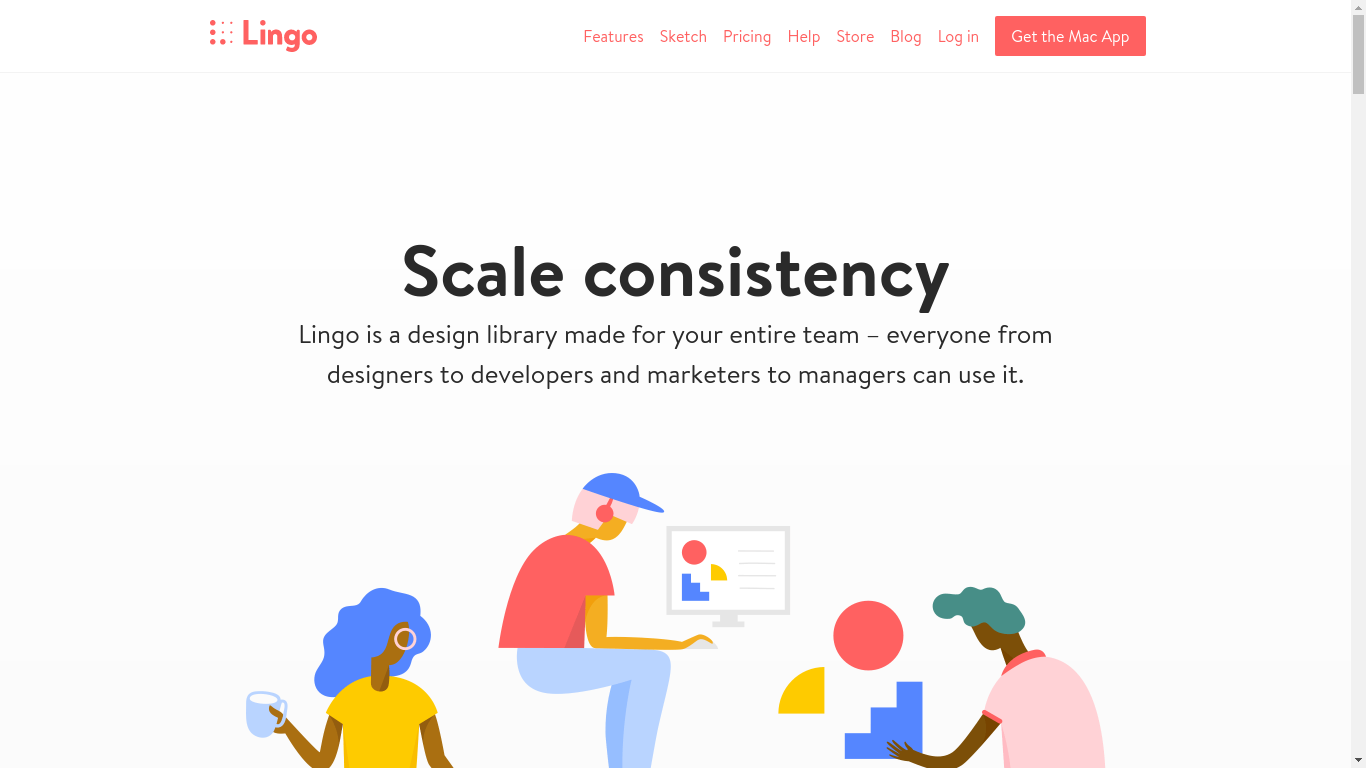 Lingo
Features Sketch Pricing Help Store Blog Log in Get the Mac App
Scale consistency
Lingo is a design library made for your entire team – everyone from
designers to developers and marketers to managers can use it.